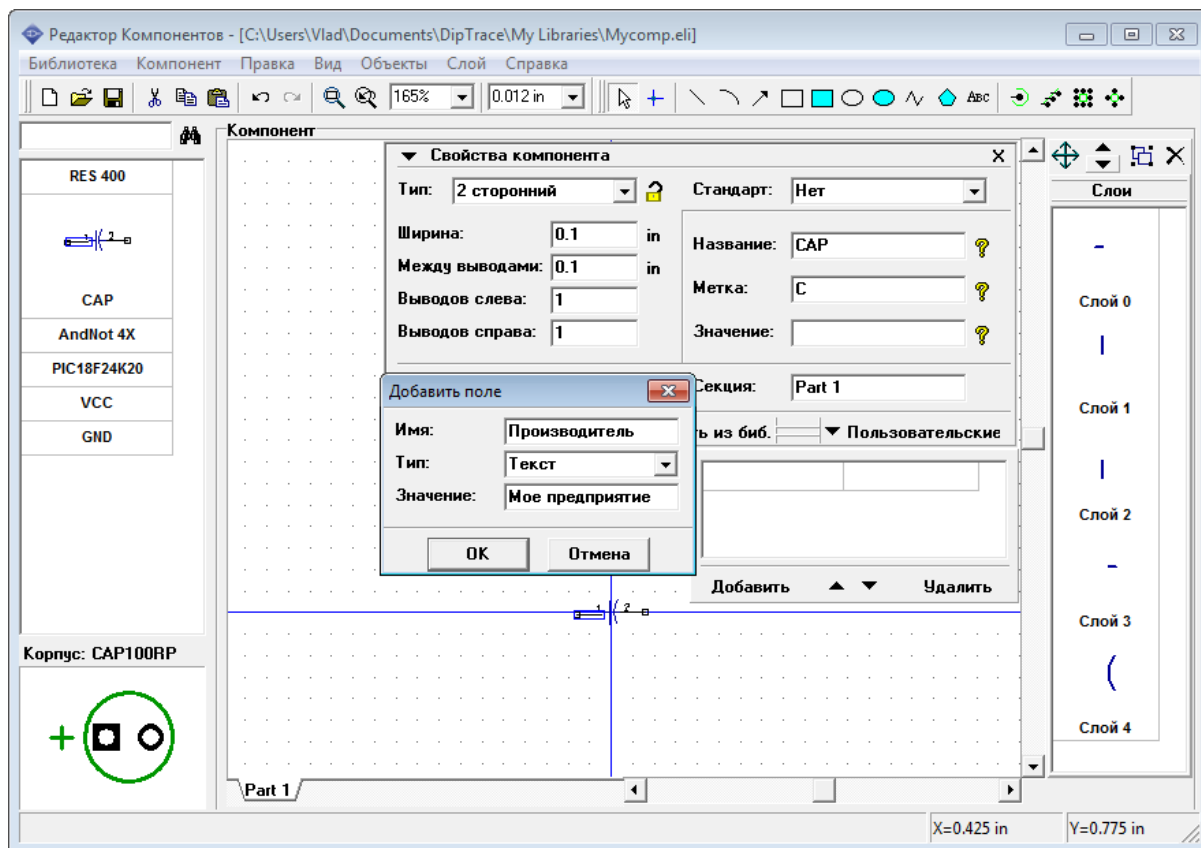 Редактор Компонентов - [C:\Users\Vlad\Documents\DipTrace\My Libraries\Mycomp.eli]
Библиотека Компонент Правка Вид Объекты Слой Справка
165% 0.012 in ABC
Компонент
RES 400
1 2
CAP
AndNot 4X
PIC18F24K20
VCC
GND
Корпус: CAP100RP
Свойства компонента
Тип: 2 сторонний
Стандарт: Нет
Ширина: 0.1 in
Между выводами: 0.1 in
Выводов слева: 1
Выводов справа: 1
Название: CAP
Метка: C
Значение:
Секция: Part 1
ь из биб. Пользовательские
Добавить Удалить
Добавить поле
Имя: Производитель
Тип: Текст
Значение: Мое предприятие
OK Отмена
1 2
Слои
Слой 0
Слой 1
Слой 2
Слой 3
Слой 4
Part 1
X=0.425 in Y=0.775 in